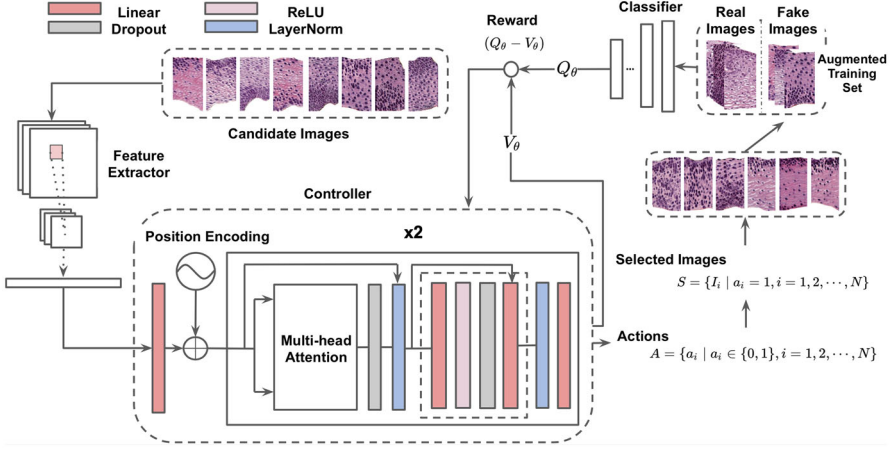 Linear
ReLU
Dropout
LayerNorm
Candidate Images
Feature
Extractor
Reward
(Q_θ − V_θ)
Q_θ
V_θ
Classifier
Real
Images
Fake
Images
Augmented
Training
Set
Controller
x2
Position Encoding
Multi-head
Attention
Selected Images
S = {I_i | a_i = 1, i = 1, 2, ⋯, N}
Actions
A = {a_i | a_i ∈ {0, 1}, i = 1, 2, ⋯, N}